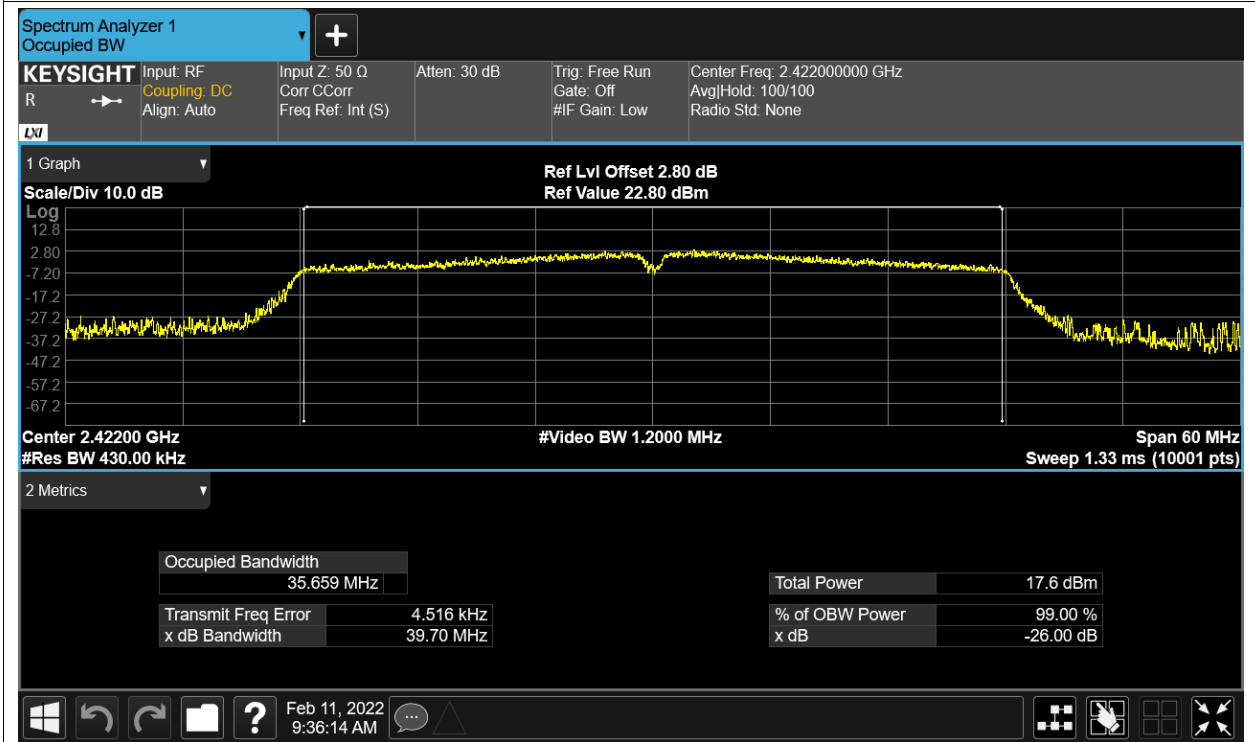 Spectrum Analyzer 1
Occupied BW
KEYSIGHT
R
LXI
Input: RF
Coupling: DC
Align: Auto
Input Z: 50 Ω
Corr CCorr
Freq Ref: Int (S)
Atten: 30 dB
Trig: Free Run
Gate: Off
#IF Gain: Low
Center Freq: 2.422000000 GHz
Avg|Hold: 100/100
Radio Std: None
1 Graph
Ref Lvl Offset 2.80 dB
Scale/Div 10.0 dB
Ref Value 22.80 dBm
Log
12.8
2.80
-7.20
-17.2
-27.2
-37.2
-47.2
-57.2
-67.2
Center 2.42200 GHz
#Video BW 1.2000 MHz
Span 60 MHz
#Res BW 430.00 kHz
Sweep 1.33 ms (10001 pts)
2 Metrics
Occupied Bandwidth
35.659 MHz
Total Power 17.6 dBm
Transmit Freq Error 4.516 kHz
% of OBW Power 99.00 %
x dB Bandwidth 39.70 MHz
x dB -26.00 dB
?
Feb 11, 2022
9:36:14 AM